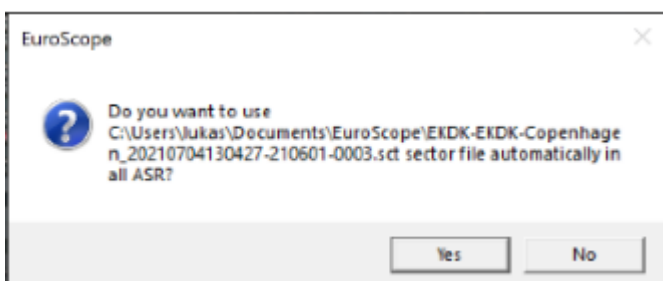 EuroScope
Do you want to use
C:\Users\lukas\Documents\EuroScope\EKDK-EKDK-Copenhage
n_20210704130427-210601-0003.sct sector file automatically in
all ASR?
Yes
No